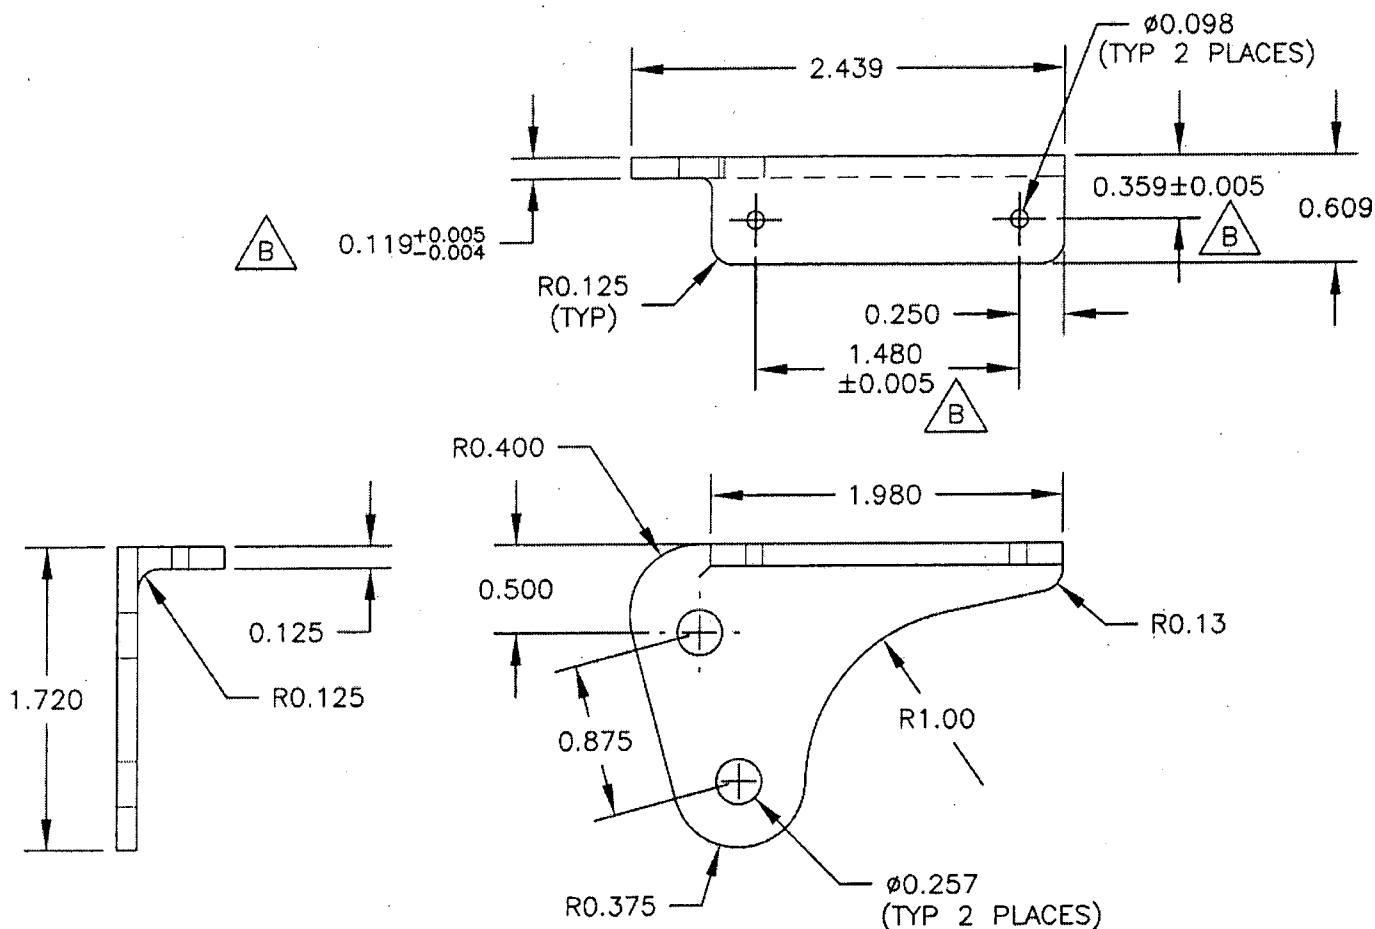 ø0.098
(TYP 2 PLACES)
2.439
0.359±0.005
0.609
B
0.119+0.005
-0.004
B
R0.125
(TYP)
0.250
1.480
±0.005
B
R0.400
1.980
0.500
0.125
R0.13
1.720
R0.125
R1.00
0.875
ø0.257
(TYP 2 PLACES)
R0.375